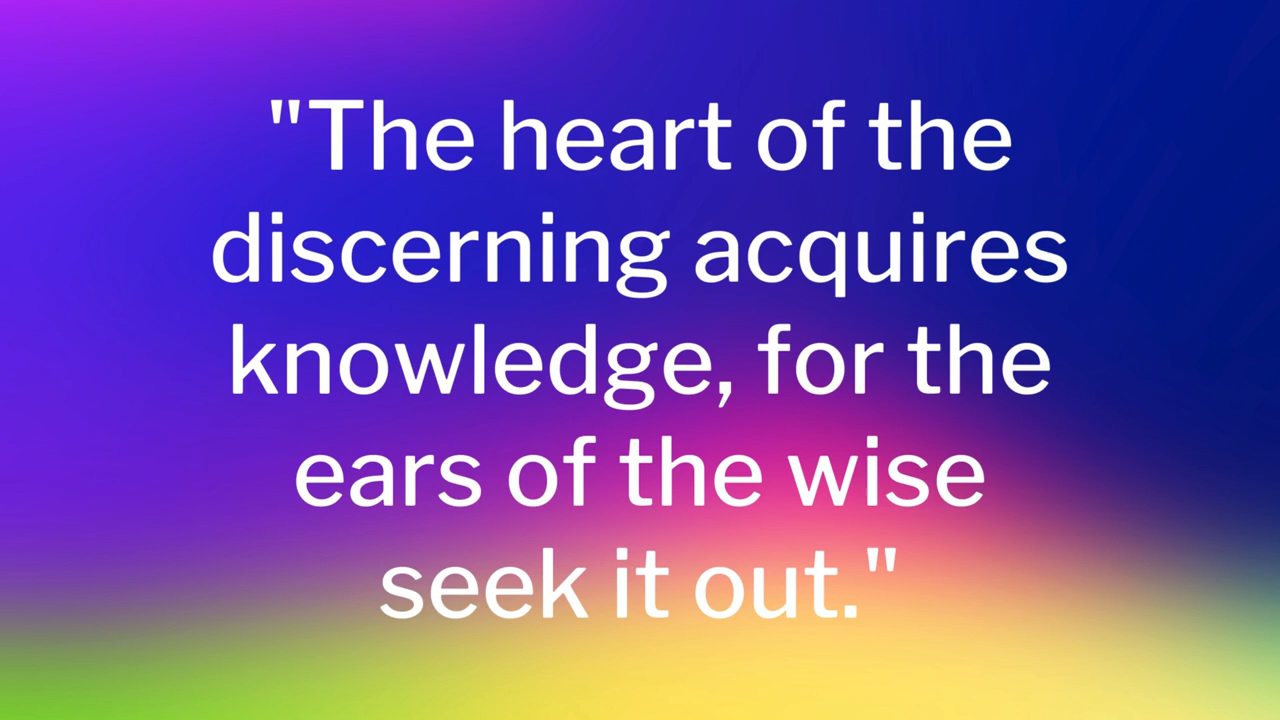 "The heart of the
discerning acquires
knowledge, for the
ears of the wise
seek it out."